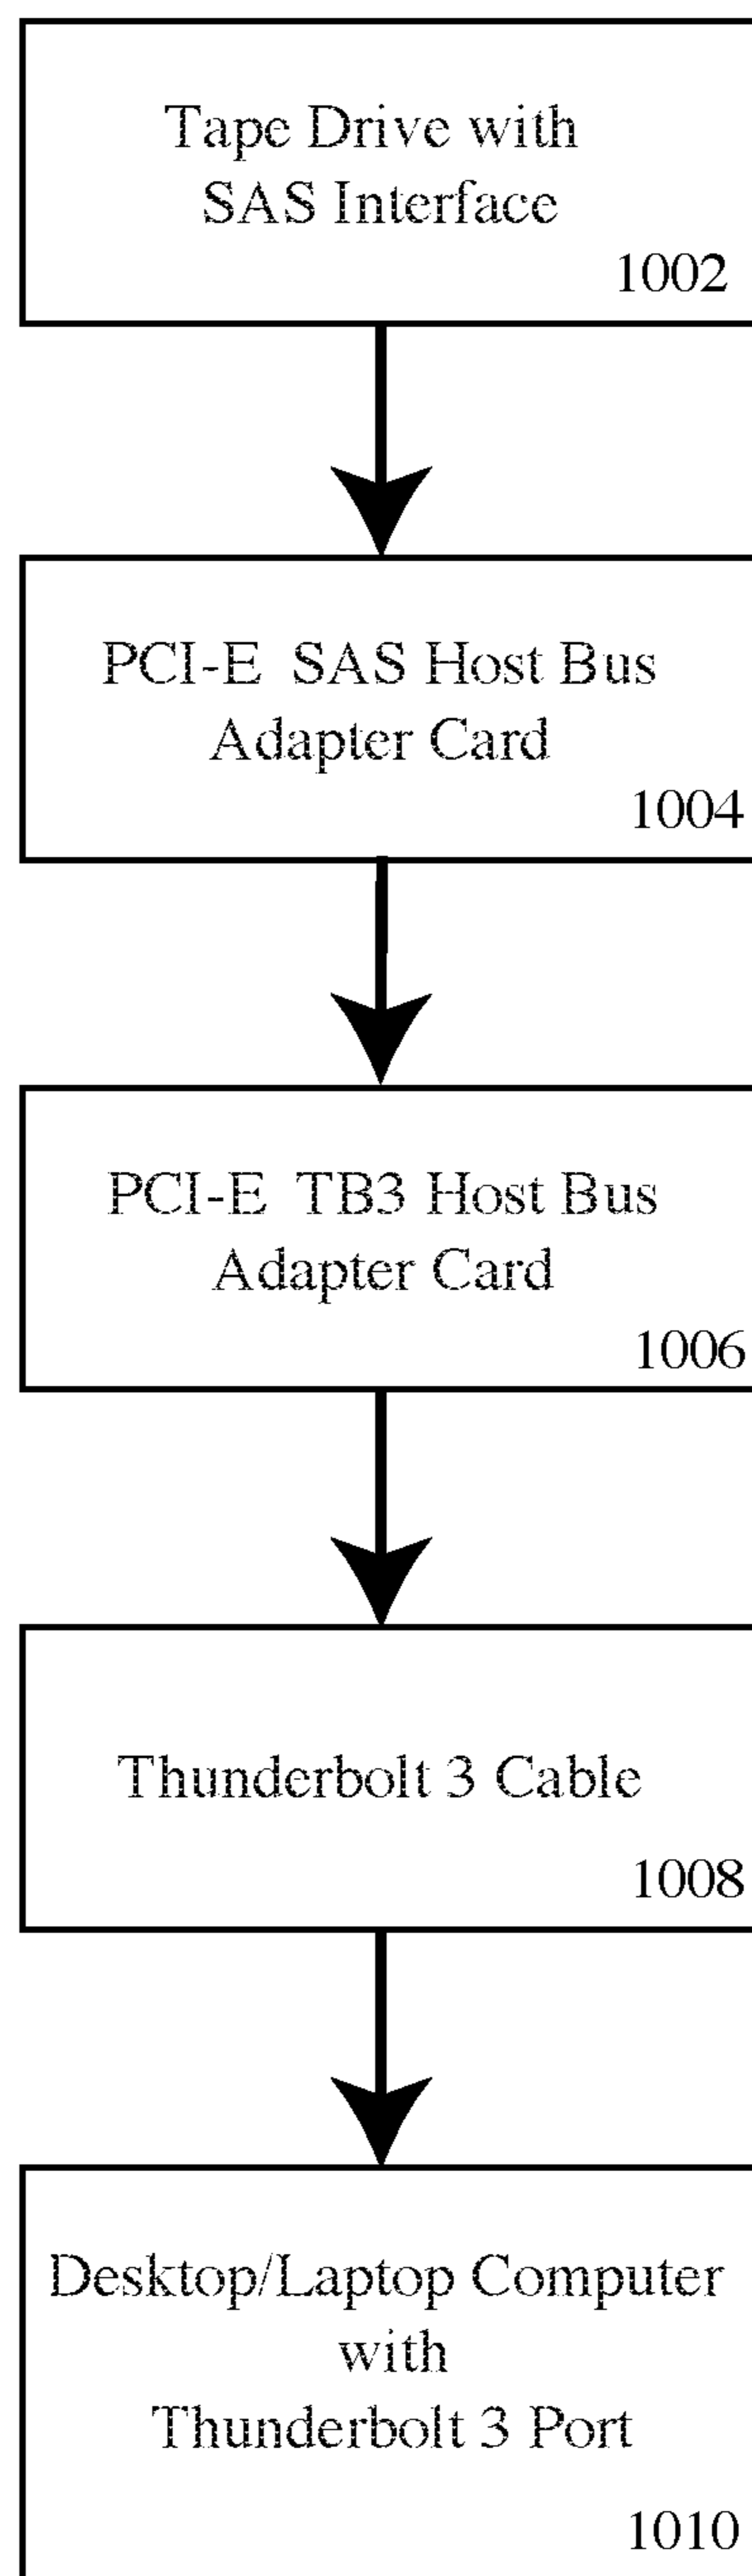 Tape Drive with
SAS Interface
1002
PCI-E SAS Host Bus
Adapter Card
1004
PCI-E TB3 Host Bus
Adapter Card
1006
Thunderbolt 3 Cable
1008
Desktop/Laptop Computer
with
Thunderbolt 3 Port
1010